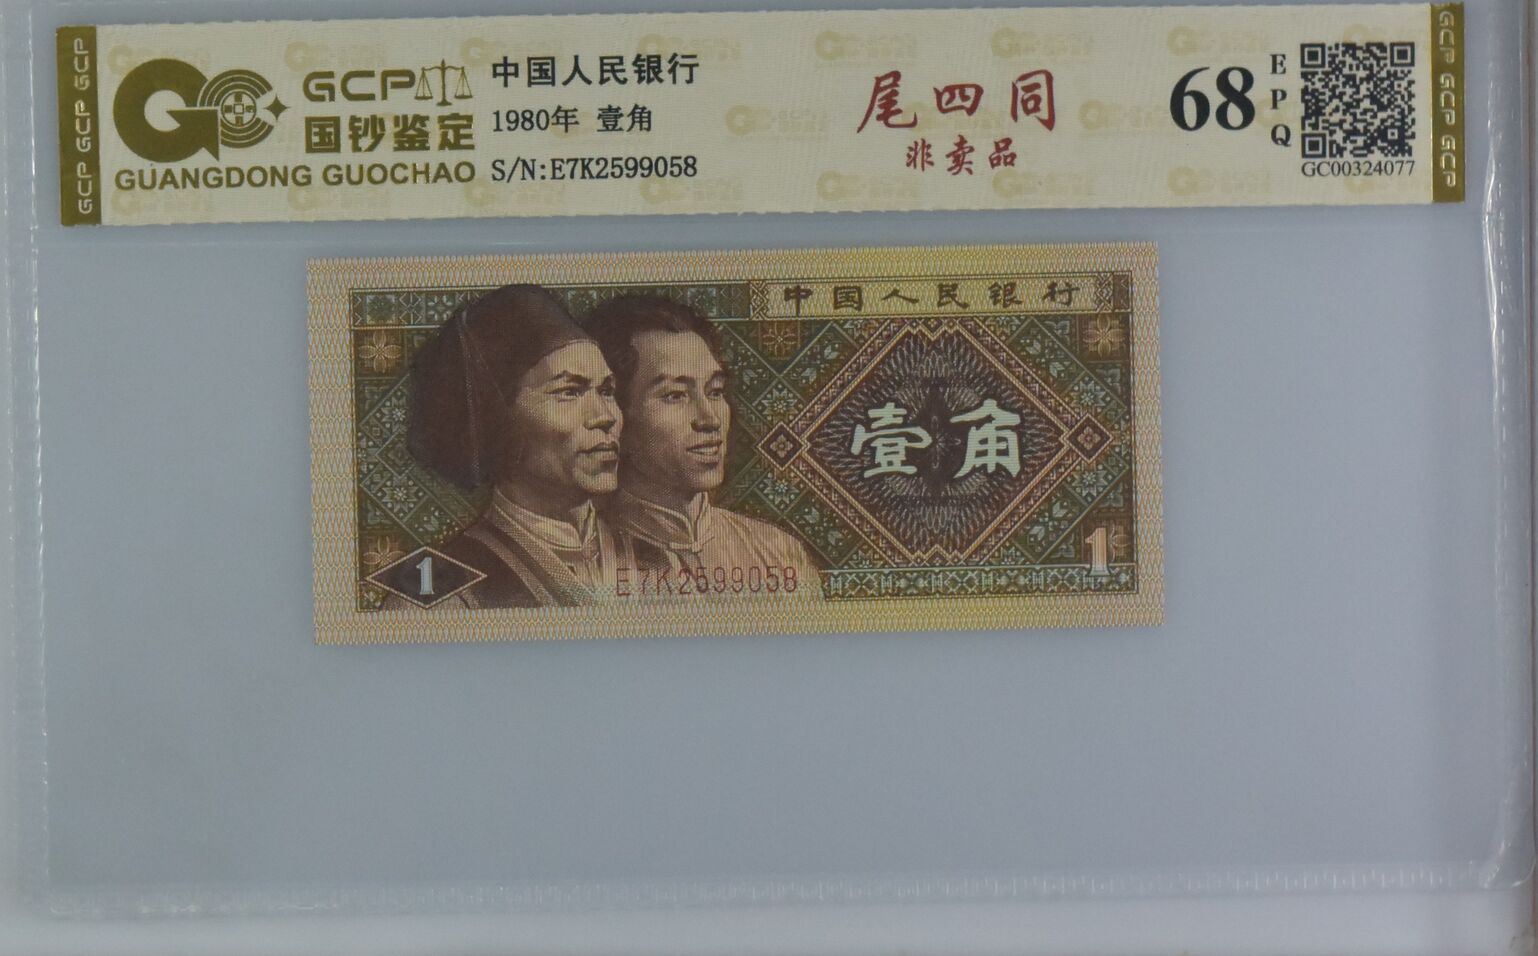 GCP GCP GCP
GCP
国钞鉴定
GUANGDONG GUOCHAO
中国人民银行
1980年 壹角
S/N:E7K2599058
尾四同
非卖品
68
EPQ
GC00324077
GCP GCP GCP
中国人民银行
壹角
1
1
E7K2599058